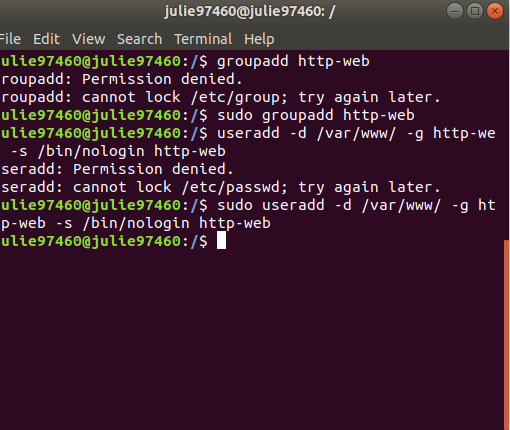 julie97460@julie97460: /
File Edit View Search Terminal Help
ulie97460@julie97460:/$ groupadd http-web
roupadd: Permission denied.
roupadd: cannot lock /etc/group; try again later.
ulie97460@julie97460:/$ sudo groupadd http-web
ulie97460@julie97460:/$ useradd -d /var/www/ -g http-we
-s /bin/nologin http-web
seradd: Permission denied.
seradd: cannot lock /etc/passwd; try again later.
ulie97460@julie97460:/$ sudo useradd -d /var/www/ -g ht
p-web -s /bin/nologin http-web
ulie97460@julie97460:/$